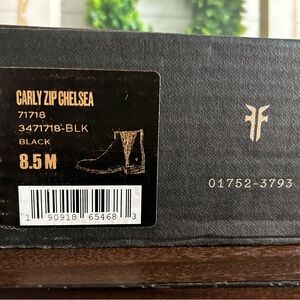 CARLY ZIP CHELSEA
71718
3471718-BLK
BLACK
8.5 M
1 90918 65468 3
01752-3793